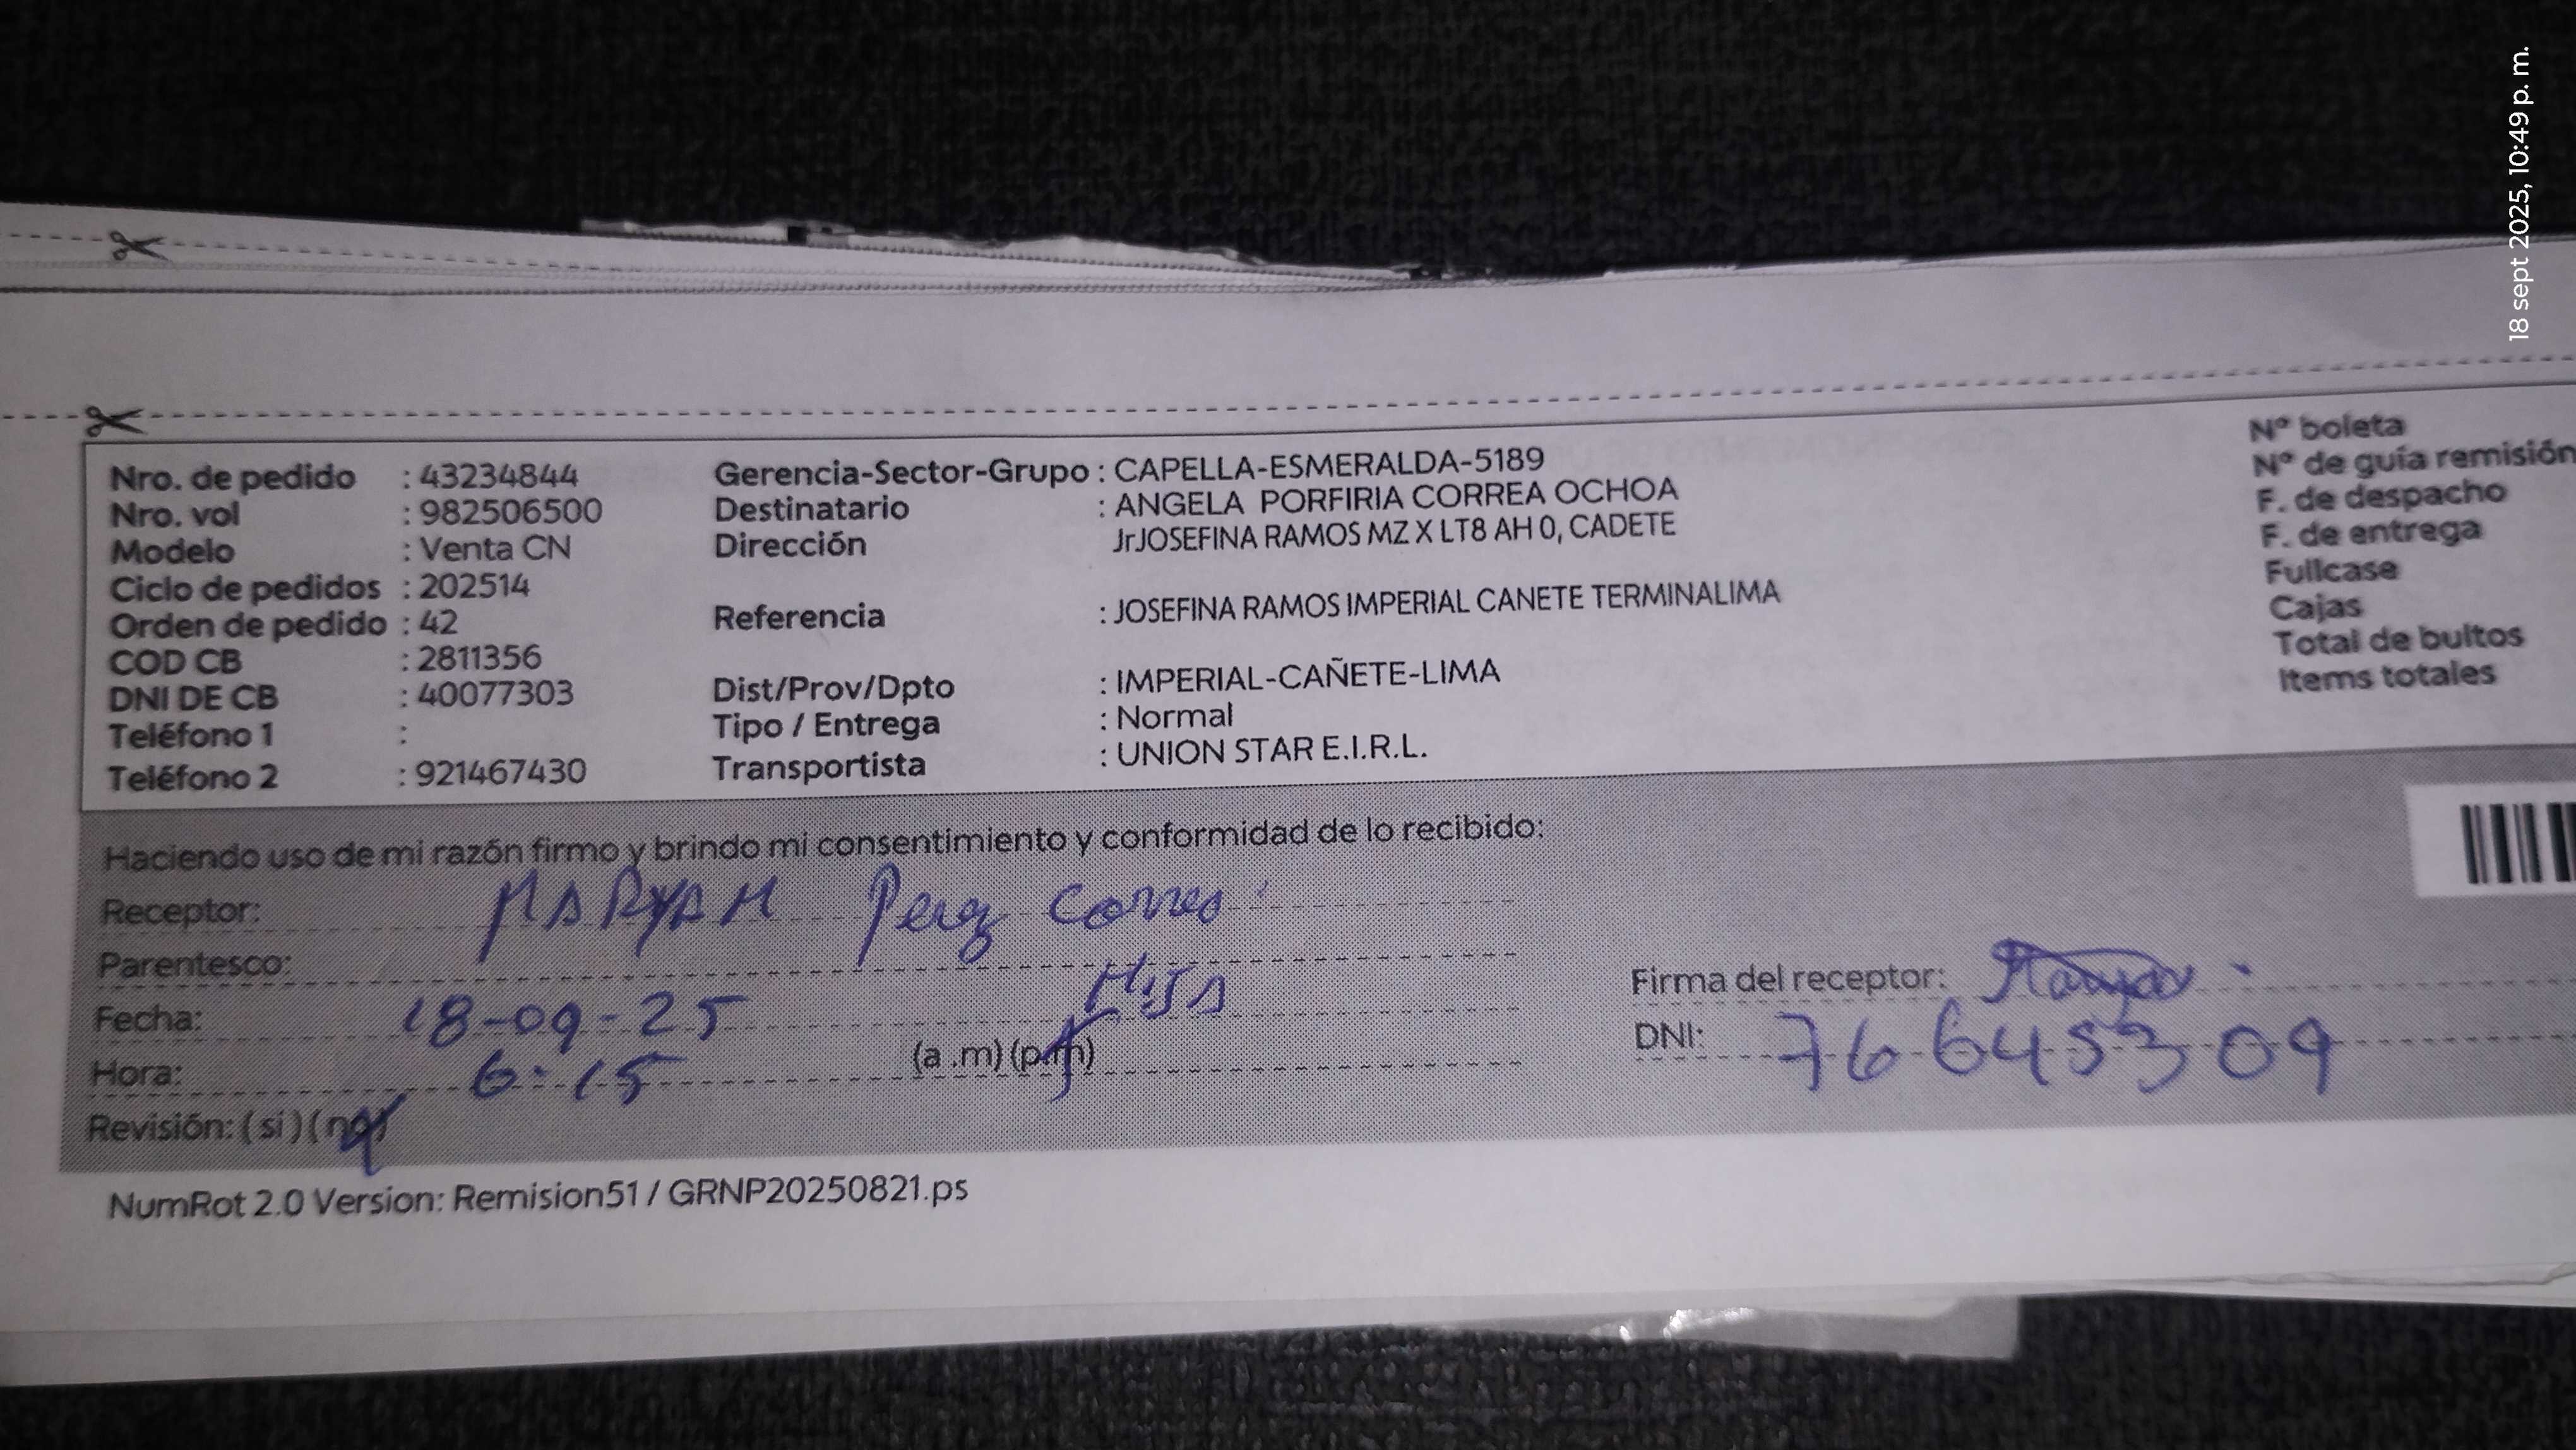 18 sept 2025, 10:49 p. m.
Nro. de pedido : 43234844
Nro. vol : 982506500
Modelo : Venta CN
Ciclo de pedidos : 202514
Orden de pedido : 42
COD CB : 2811356
DNI DE CB : 40077303
Teléfono 1 :
Teléfono 2 : 921467430
Gerencia-Sector-Grupo : CAPELLA-ESMERALDA-5189
Destinatario : ANGELA PORFIRIA CORREA OCHOA
Dirección JrJOSEFINA RAMOS MZ X LT8 AH 0, CADETE
Referencia : JOSEFINA RAMOS IMPERIAL CANETE TERMINALIMA
Dist/Prov/Dpto : IMPERIAL-CAÑETE-LIMA
Tipo / Entrega : Normal
Transportista : UNION STAR E.I.R.L.
Nº boleta
Nº de guía remisión
F. de despacho
F. de entrega
Fullcase
Cajas
Total de bultos
Items totales
Haciendo uso de mi razón firmo y brindo mi consentimiento y conformidad de lo recibido:
Receptor: MARYAM Perez Correa
Parentesco: HIJA
Fecha: 18-09-25
Hora: 6:15 (a .m) (p.m)
Revisión: ( si ) ( no)
Firma del receptor:
DNI: 76645309
NumRot 2.0 Version: Remision51 / GRNP20250821.ps